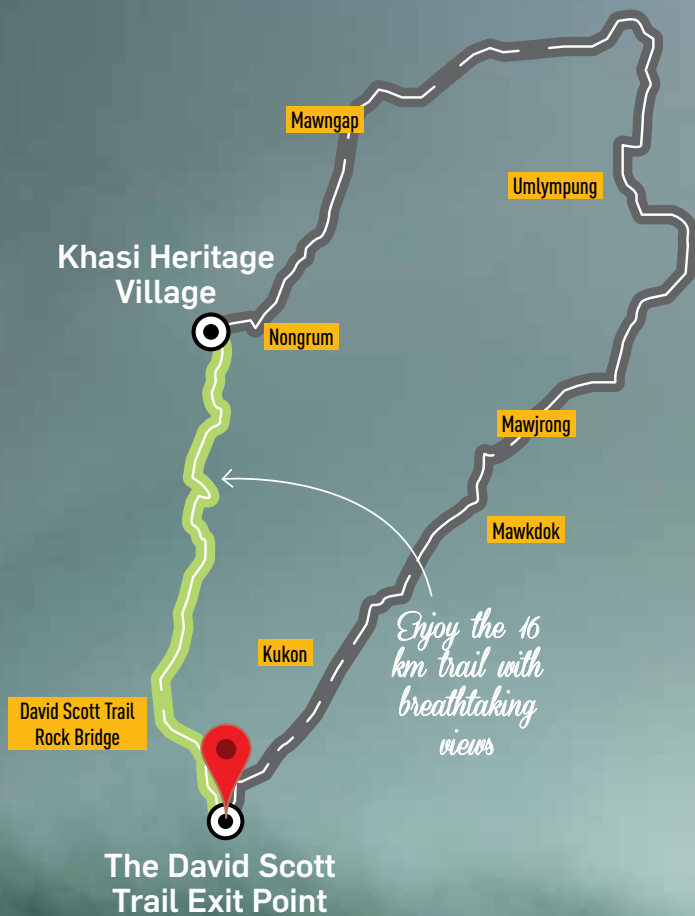 Mawngap
Umlympung
Khasi Heritage
Village
Nongrum
Mawjrong
Mawkdok
Enjoy the 16
km trail with
breathtaking
views
Kukon
David Scott Trail
Rock Bridge
The David Scott
Trail Exit Point